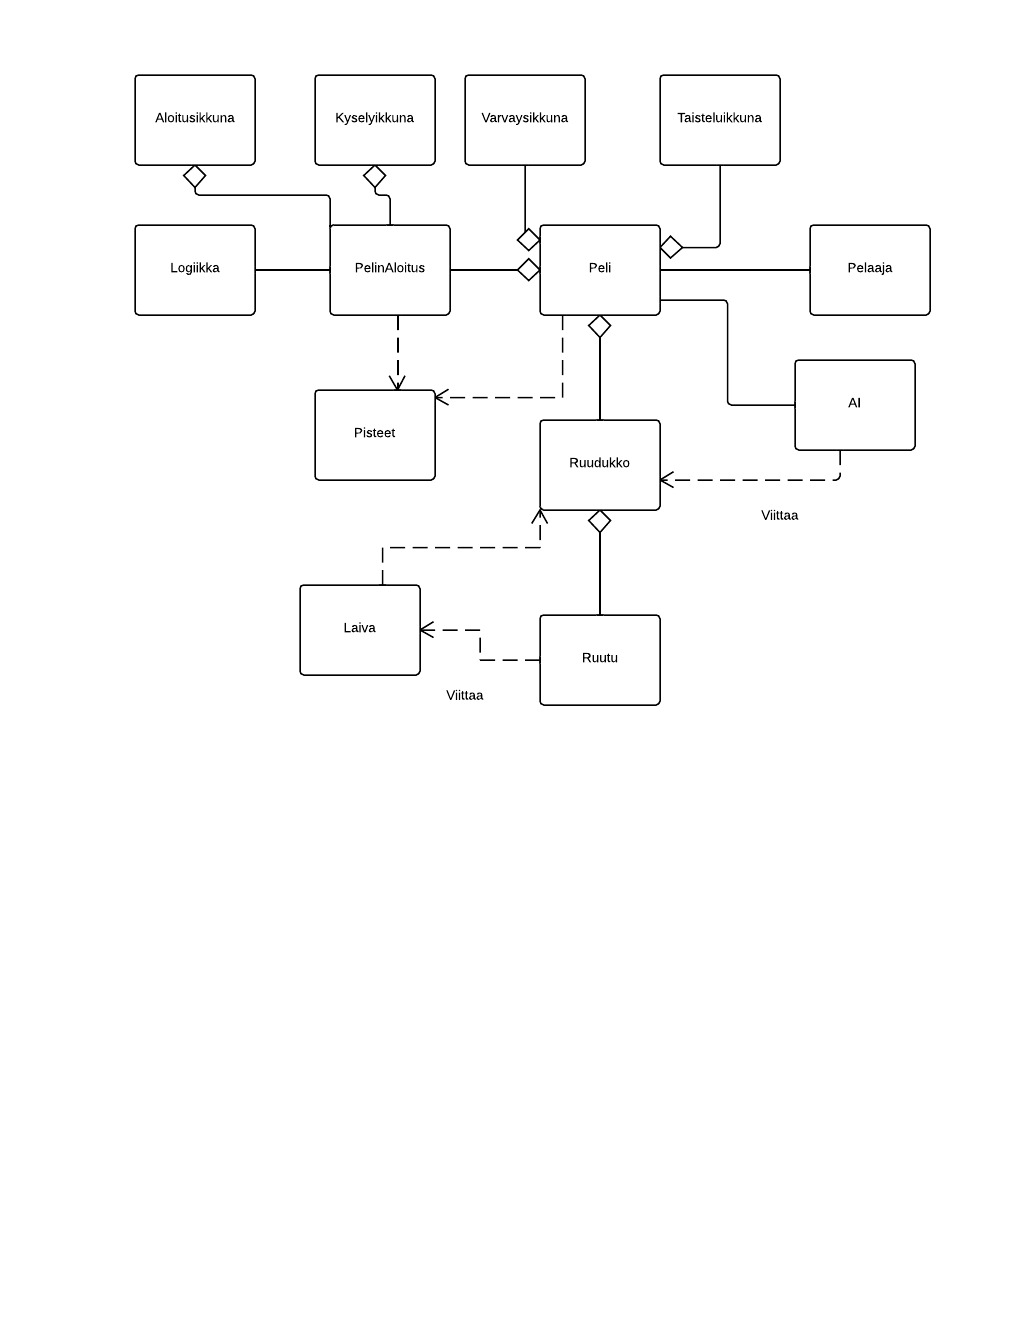 Aloitusikkuna
Kyselyikkuna
Varvaysikkuna
Taisteluikkuna
Logiikka
PelinAloitus
Peli
Pelaaja
AI
Pisteet
Ruudukko
Viittaa
Laiva
Ruutu
Viittaa